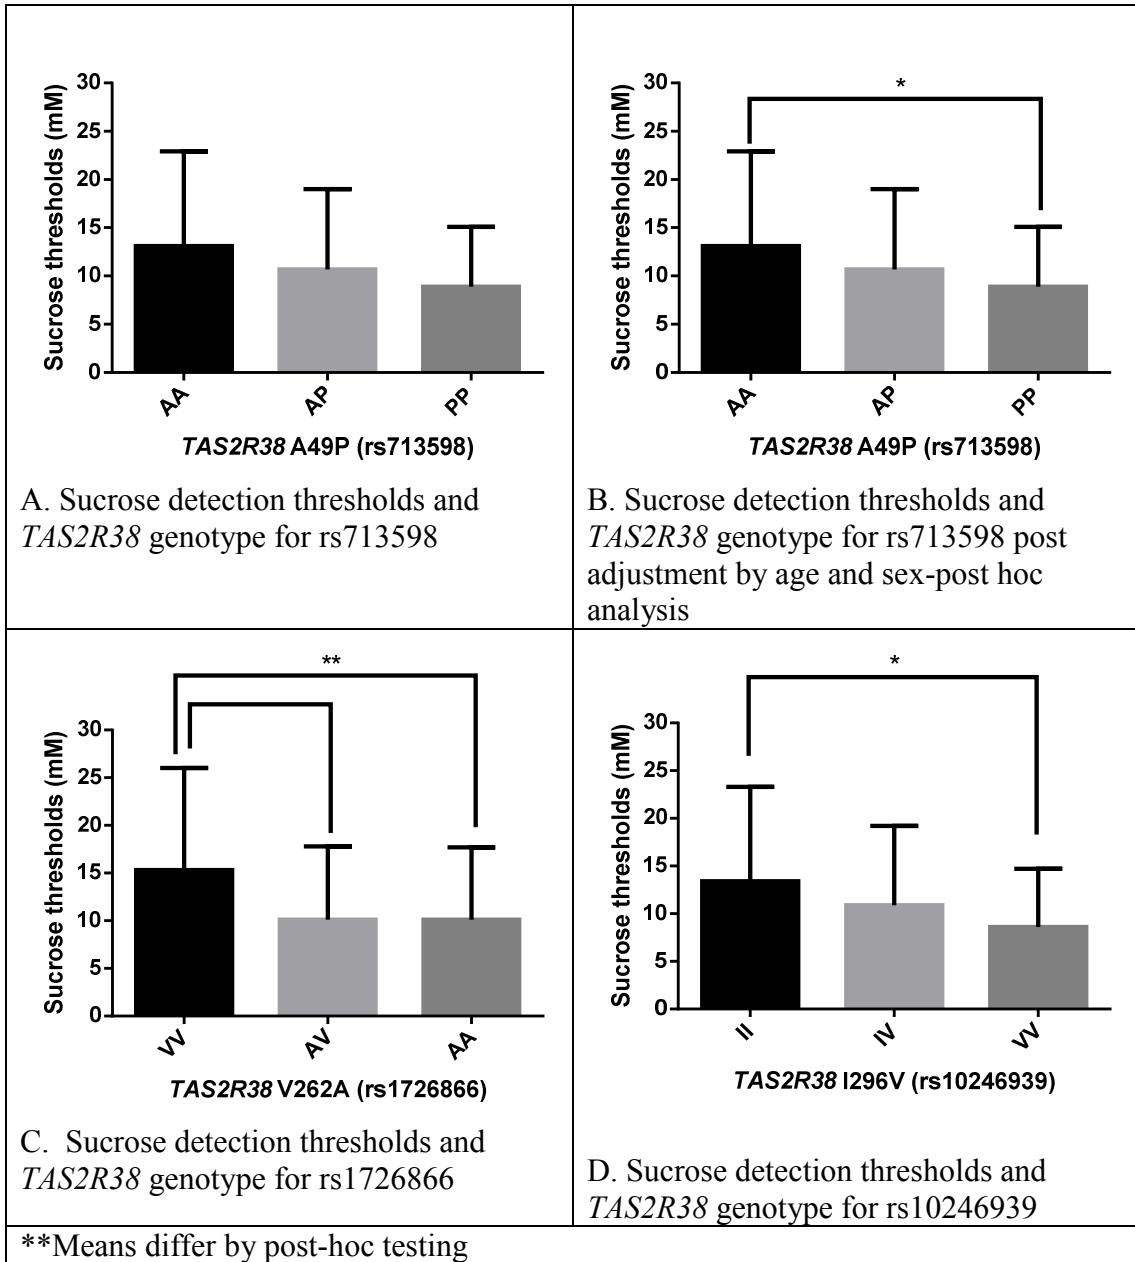 30
25
20
15
10
5
0
Sucrose thresholds (mM)
AA
AP
PP
TAS2R38 A49P (rs713598)
A. Sucrose detection thresholds and
TAS2R38 genotype for rs713598
*
30
25
20
15
10
5
0
Sucrose thresholds (mM)
AA
AP
PP
TAS2R38 A49P (rs713598)
B. Sucrose detection thresholds and
TAS2R38 genotype for rs713598 post
adjustment by age and sex-post hoc
analysis
**
30
25
20
15
10
5
0
Sucrose thresholds (mM)
VV
AV
AA
TAS2R38 V262A (rs1726866)
C. Sucrose detection thresholds and
TAS2R38 genotype for rs1726866
*
30
25
20
15
10
5
0
Sucrose thresholds (mM)
II
IV
VV
TAS2R38 I296V (rs10246939)
D. Sucrose detection thresholds and
TAS2R38 genotype for rs10246939
**Means differ by post-hoc testing